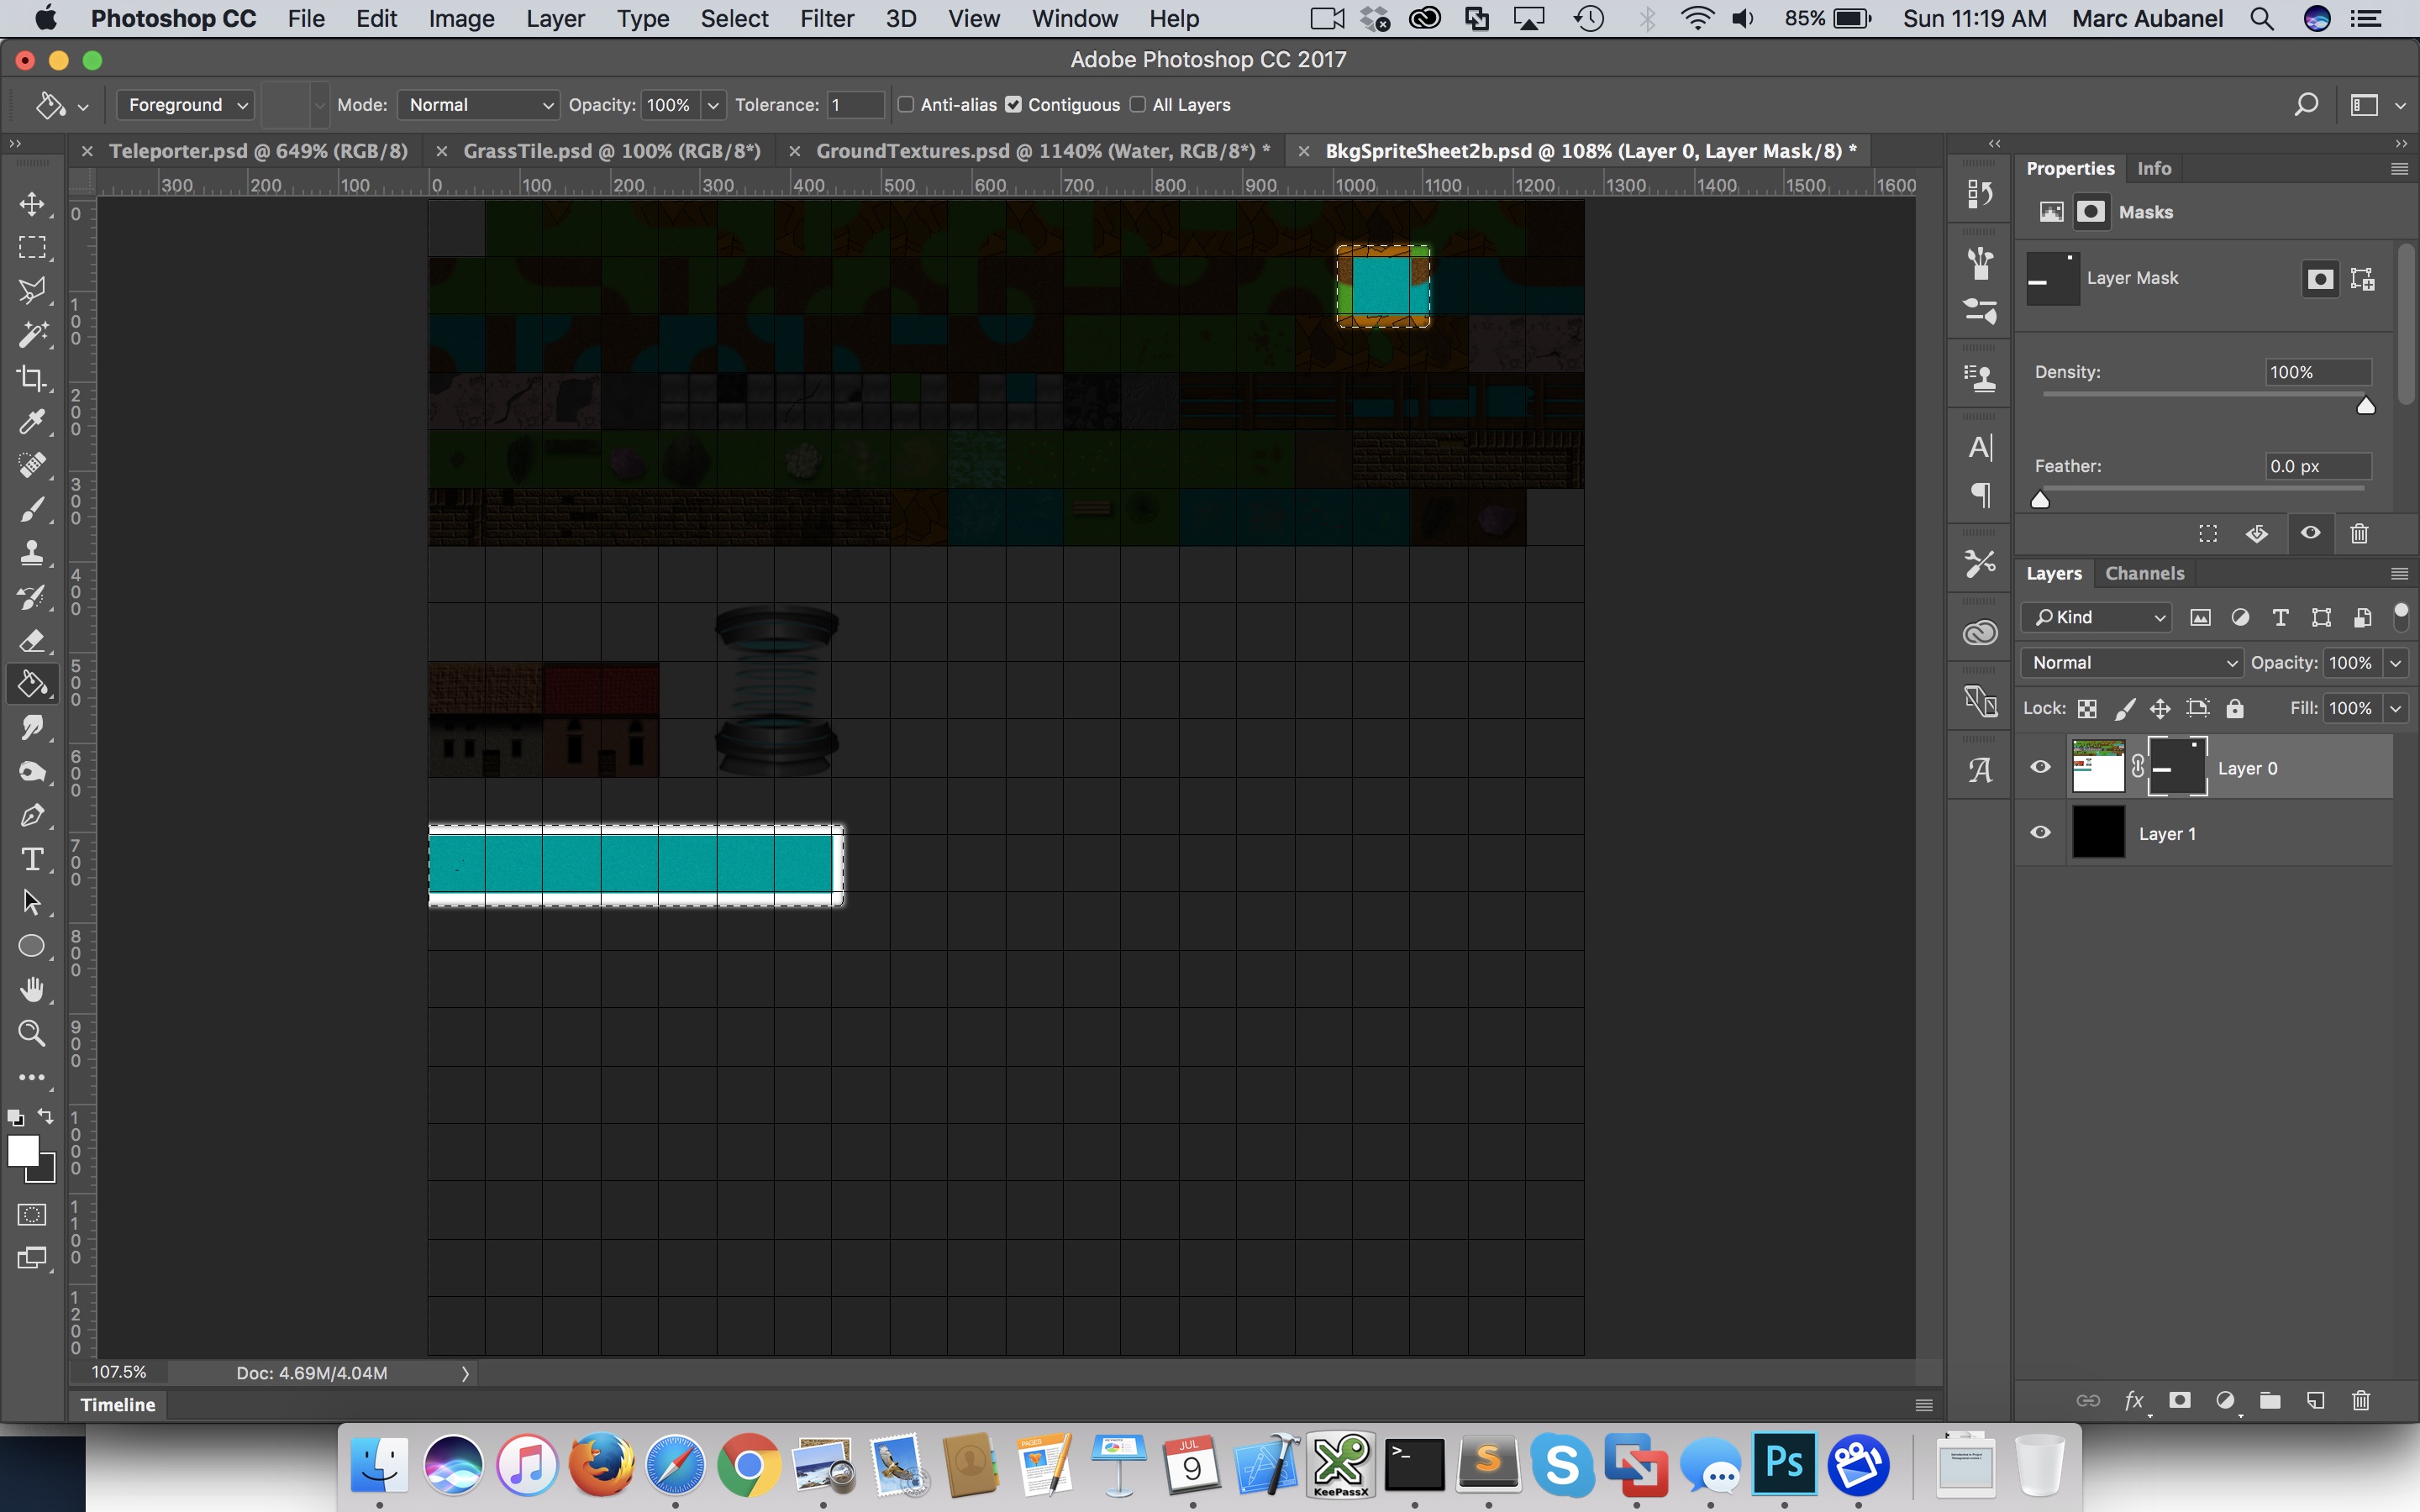 Photoshop CC File Edit Image Layer Type Select Filter 3D View Window Help 85% Sun 11:19 AM Marc Aubanel
Adobe Photoshop CC 2017
Foreground Mode: Normal Opacity: 100% Tolerance: 1 Anti-alias Contiguous All Layers
Teleporter.psd @ 649% (RGB/8) GrassTile.psd @ 100% (RGB/8*) GroundTextures.psd @ 1140% (Water, RGB/8*) * BkgSpriteSheet2b.psd @ 108% (Layer 0, Layer Mask/8) *
300 200 100 0 100 200 300 400 500 600 700 800 900 1000 1100 1200 1300 1400 1500 1600
0
100
200
300
400
500
600
700
800
900
1000
1100
1200
Properties Info
Masks
Layer Mask
Density: 100%
Feather: 0.0 px
Layers Channels
Kind
Normal Opacity: 100%
Lock: Fill: 100%
Layer 0
Layer 1
fx
107.5% Doc: 4.69M/4.04M
Timeline
PAGES
JUL
9
KeePassX
>_
S
S
Ps